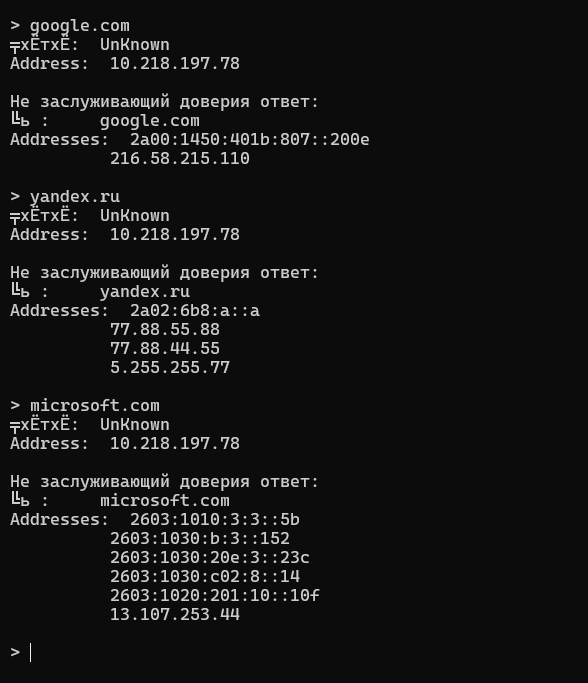 > google.com
╤хЁтхЁ:  UnKnown
Address:  10.218.197.78
Не заслуживающий доверия ответ:
╙ь :     google.com
Addresses:  2a00:1450:401b:807::200e
          216.58.215.110
> yandex.ru
╤хЁтхЁ:  UnKnown
Address:  10.218.197.78
Не заслуживающий доверия ответ:
╙ь :     yandex.ru
Addresses:  2a02:6b8:a::a
          77.88.55.88
          77.88.44.55
          5.255.255.77
> microsoft.com
╤хЁтхЁ:  UnKnown
Address:  10.218.197.78
Не заслуживающий доверия ответ:
╙ь :     microsoft.com
Addresses:  2603:1010:3:3::5b
          2603:1030:b:3::152
          2603:1030:20e:3::23c
          2603:1030:c02:8::14
          2603:1020:201:10::10f
          13.107.253.44
>